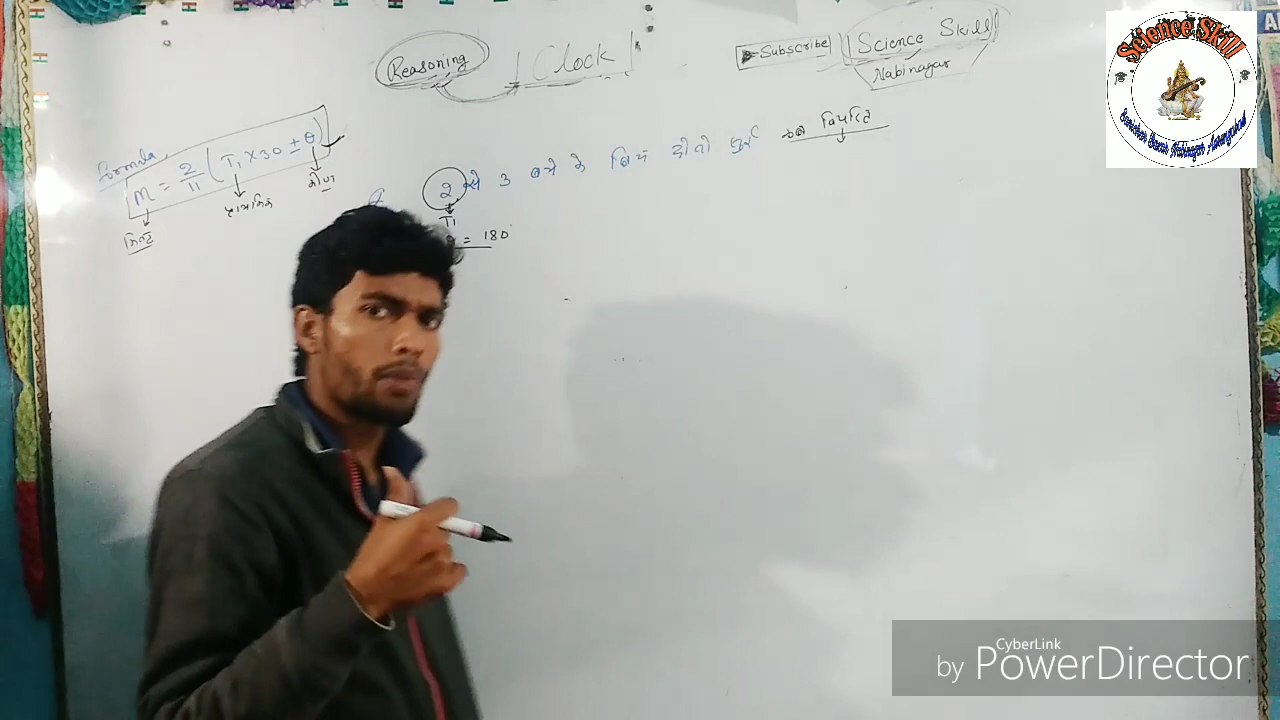 Reasoning
Clock
Subscribe
Science Skill
Nabinagar
Science Skill
Formula
M = 2/11 ( T1 × 30 ± θ )
मिनट
कोण
2 से 3 बजे के बिच दोनो सुई कब विपरित
T1
= 180°
CyberLink
by PowerDirector